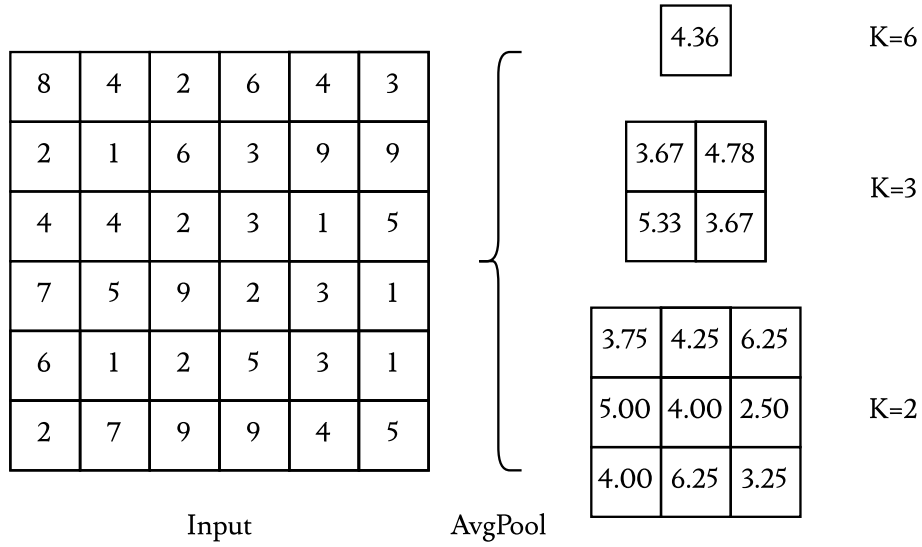 8 4 2 6 4 3
2 1 6 3 9 9
4 4 2 3 1 5
7 5 9 2 3 1
6 1 2 5 3 1
2 7 9 9 4 5
Input
AvgPool
4.36
K=6
3.67 4.78
5.33 3.67
K=3
3.75 4.25 6.25
5.00 4.00 2.50
4.00 6.25 3.25
K=2